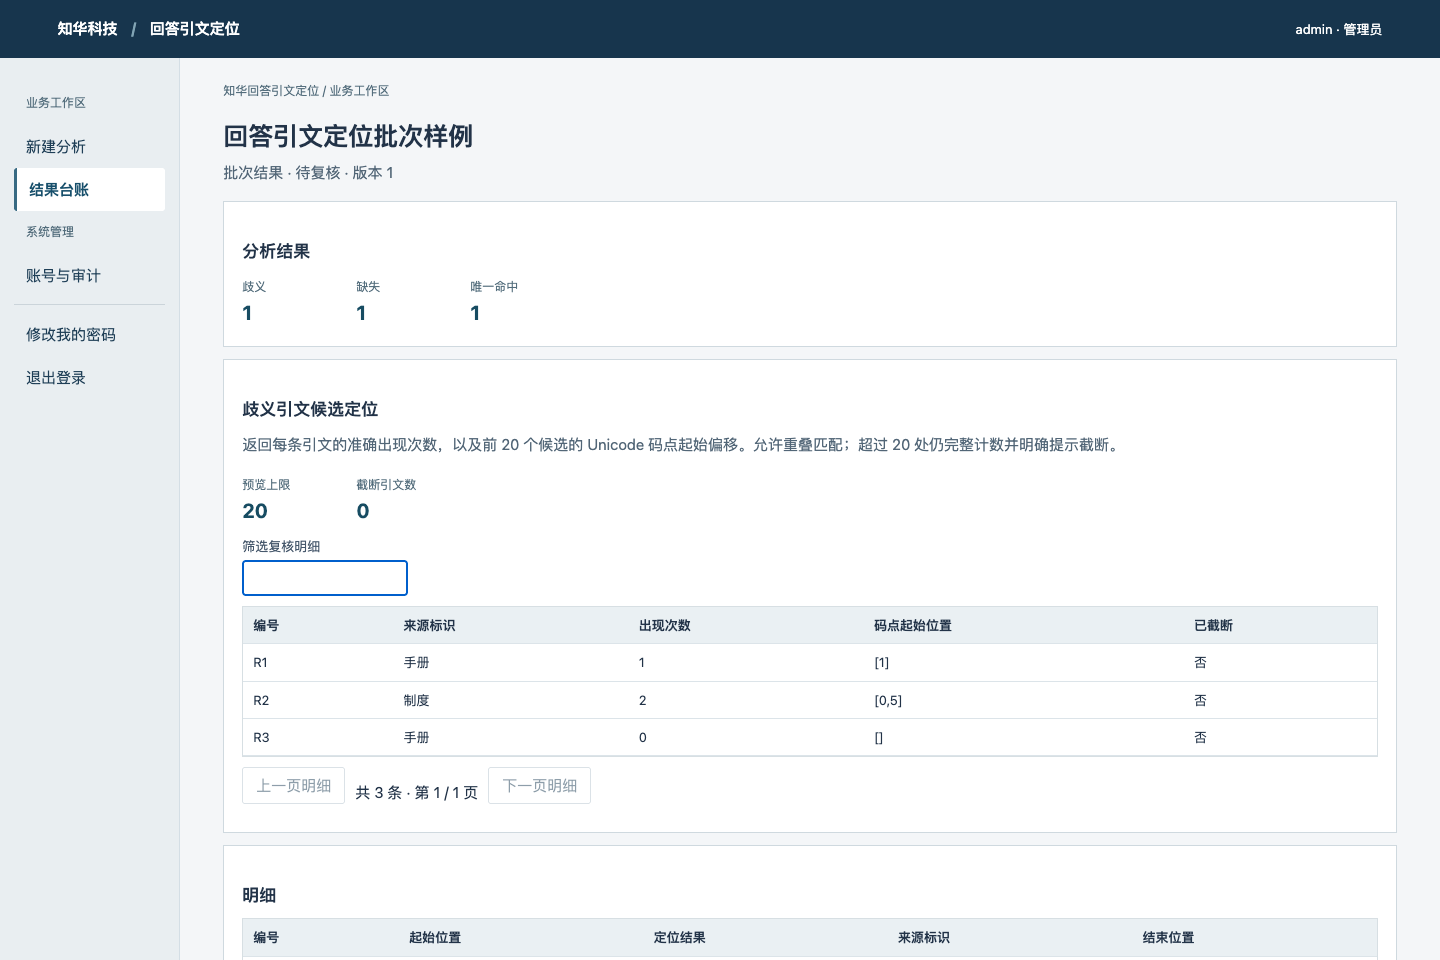 知华科技 / 回答引文定位
admin · 管理员
业务工作区
新建分析
结果台账
系统管理
账号与审计
修改我的密码
退出登录
知华回答引文定位 / 业务工作区
回答引文定位批次样例
批次结果 · 待复核 · 版本 1
分析结果
歧义 缺失 唯一命中
1 1 1
歧义引文候选定位
返回每条引文的准确出现次数，以及前 20 个候选的 Unicode 码点起始偏移。允许重叠匹配；超过 20 处仍完整计数并明确提示截断。
预览上限 截断引文数
20 0
筛选复核明细
编号 来源标识 出现次数 码点起始位置 已截断
R1 手册 1 [1] 否
R2 制度 2 [0,5] 否
R3 手册 0 [] 否
上一页明细 共 3 条 · 第 1 / 1 页 下一页明细
明细
编号 起始位置 定位结果 来源标识 结束位置